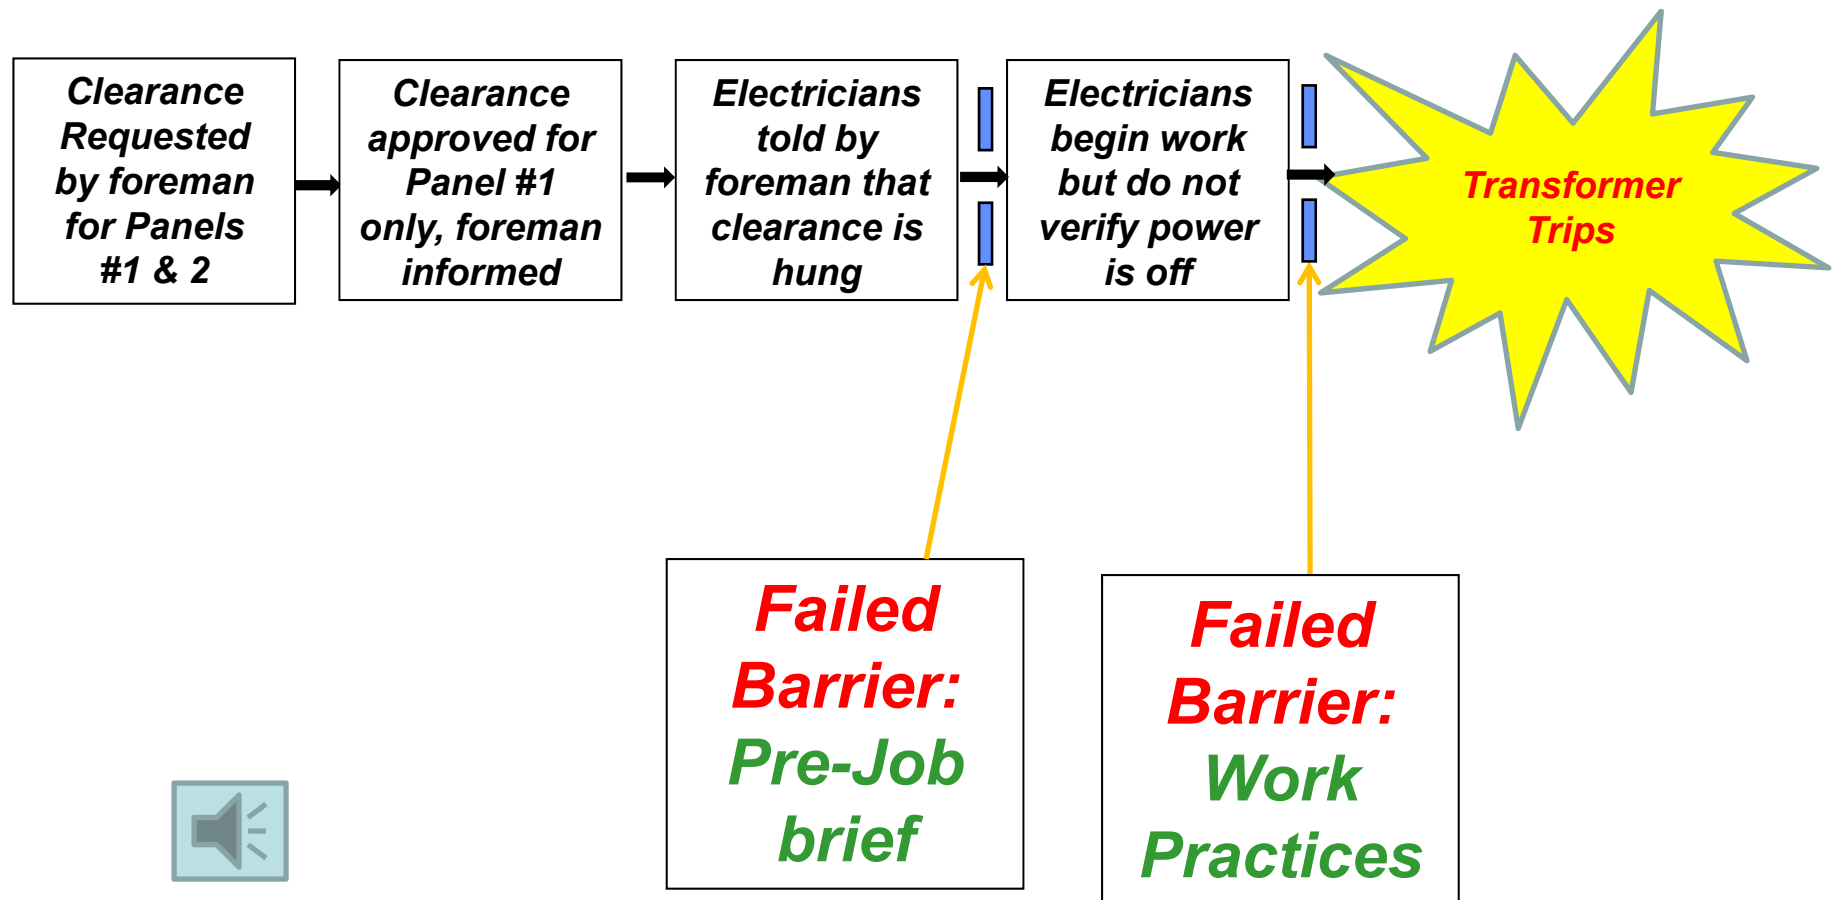 Clearance
Requested
by foreman
for Panels
#1 & 2
Clearance
approved for
Panel #1
only, foreman
informed
Electricians
told by
foreman that
clearance is
hung
Electricians
begin work
but do not
verify power
is off
Transformer
Trips
Failed
Barrier:
Pre-Job
brief
Failed
Barrier:
Work
Practices